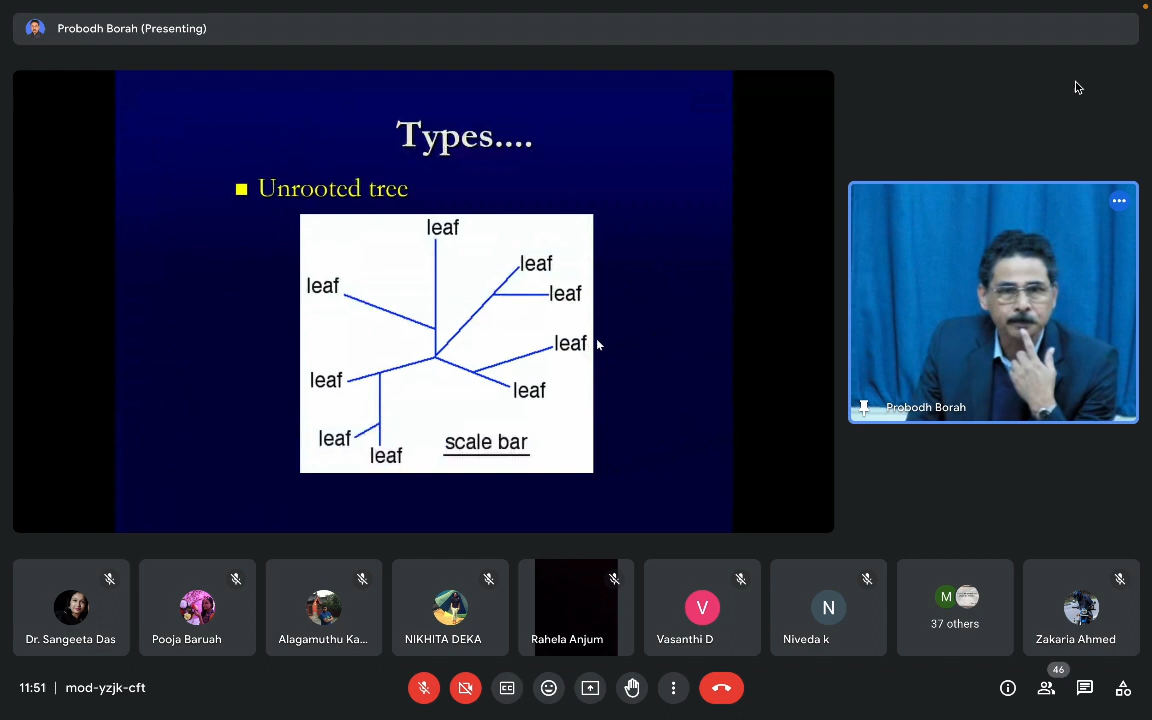 Probodh Borah (Presenting)
Types....
Unrooted tree
leaf
leaf
leaf
leaf
leaf
leaf
leaf
leaf
leaf
scale bar
Probodh Borah
Dr. Sangeeta Das
Pooja Baruah
Alagamuthu Ka...
NIKHITA DEKA
Rahela Anjum
V
Vasanthi D
N
Niveda k
M
37 others
Zakaria Ahmed
11:51 | mod-yzjk-cft
CC
46